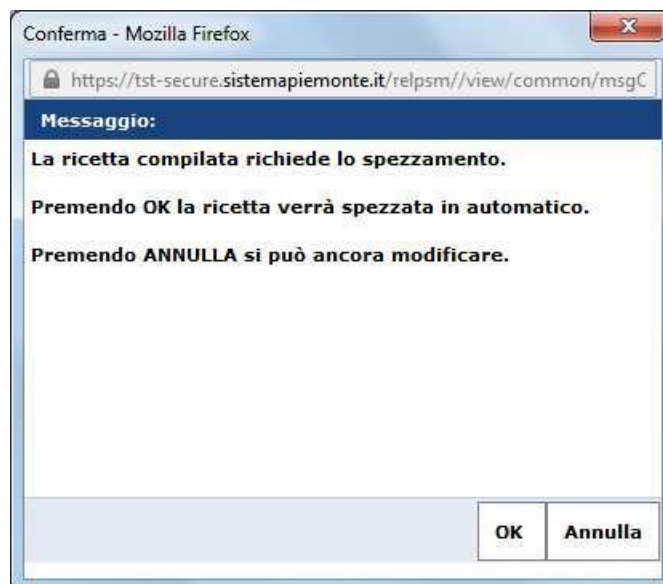 Conferma - Mozilla Firefox
https://tst-secure.sistemapiemonte.it/relpsm//view/common/msgC
Messaggio:
La ricetta compilata richiede lo spezzamento.
Premendo OK la ricetta verrà spezzata in automatico.
Premendo ANNULLA si può ancora modificare.
OK Annulla